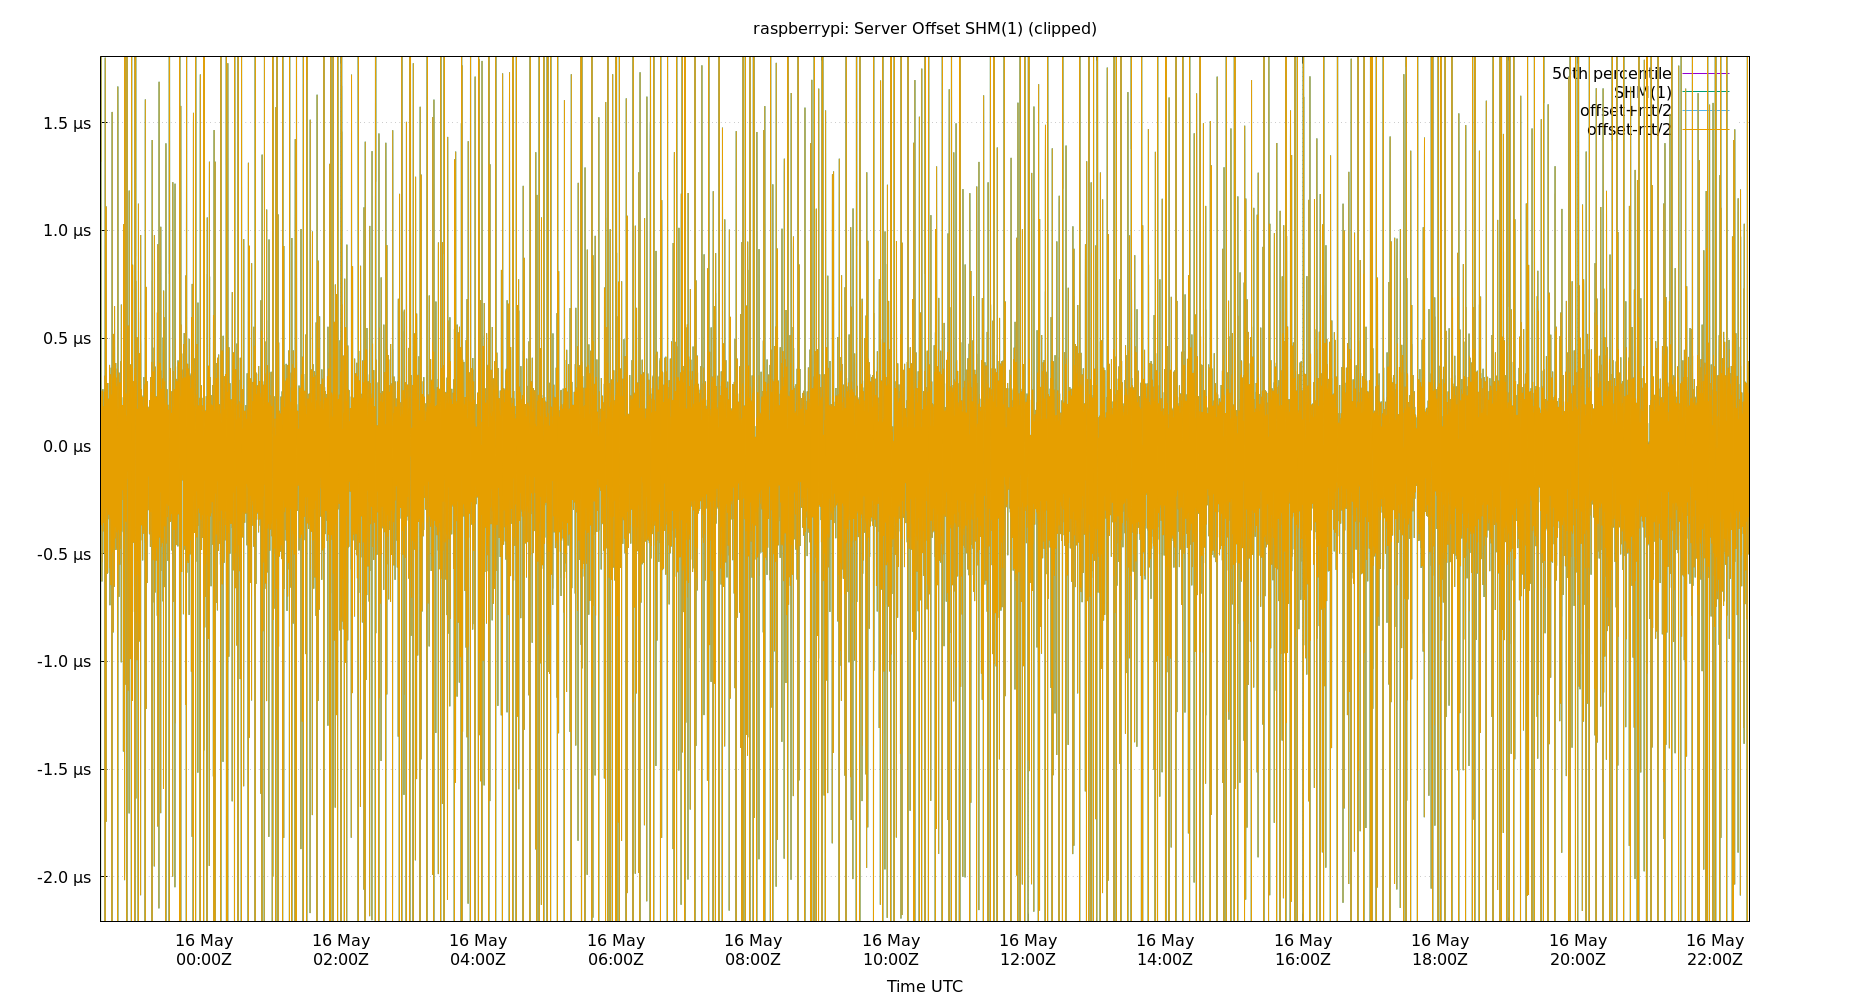 raspberrypi: Server Offset SHM(1) (clipped)
50th percentile
SHM(1)
offset+rtt/2
offset-rtt/2
1.5 µs
1.0 µs
0.5 µs
0.0 µs
-0.5 µs
-1.0 µs
-1.5 µs
-2.0 µs
16 May 16 May 16 May 16 May 16 May 16 May 16 May 16 May 16 May 16 May 16 May 16 May
00:00Z 02:00Z 04:00Z 06:00Z 08:00Z 10:00Z 12:00Z 14:00Z 16:00Z 18:00Z 20:00Z 22:00Z
Time UTC